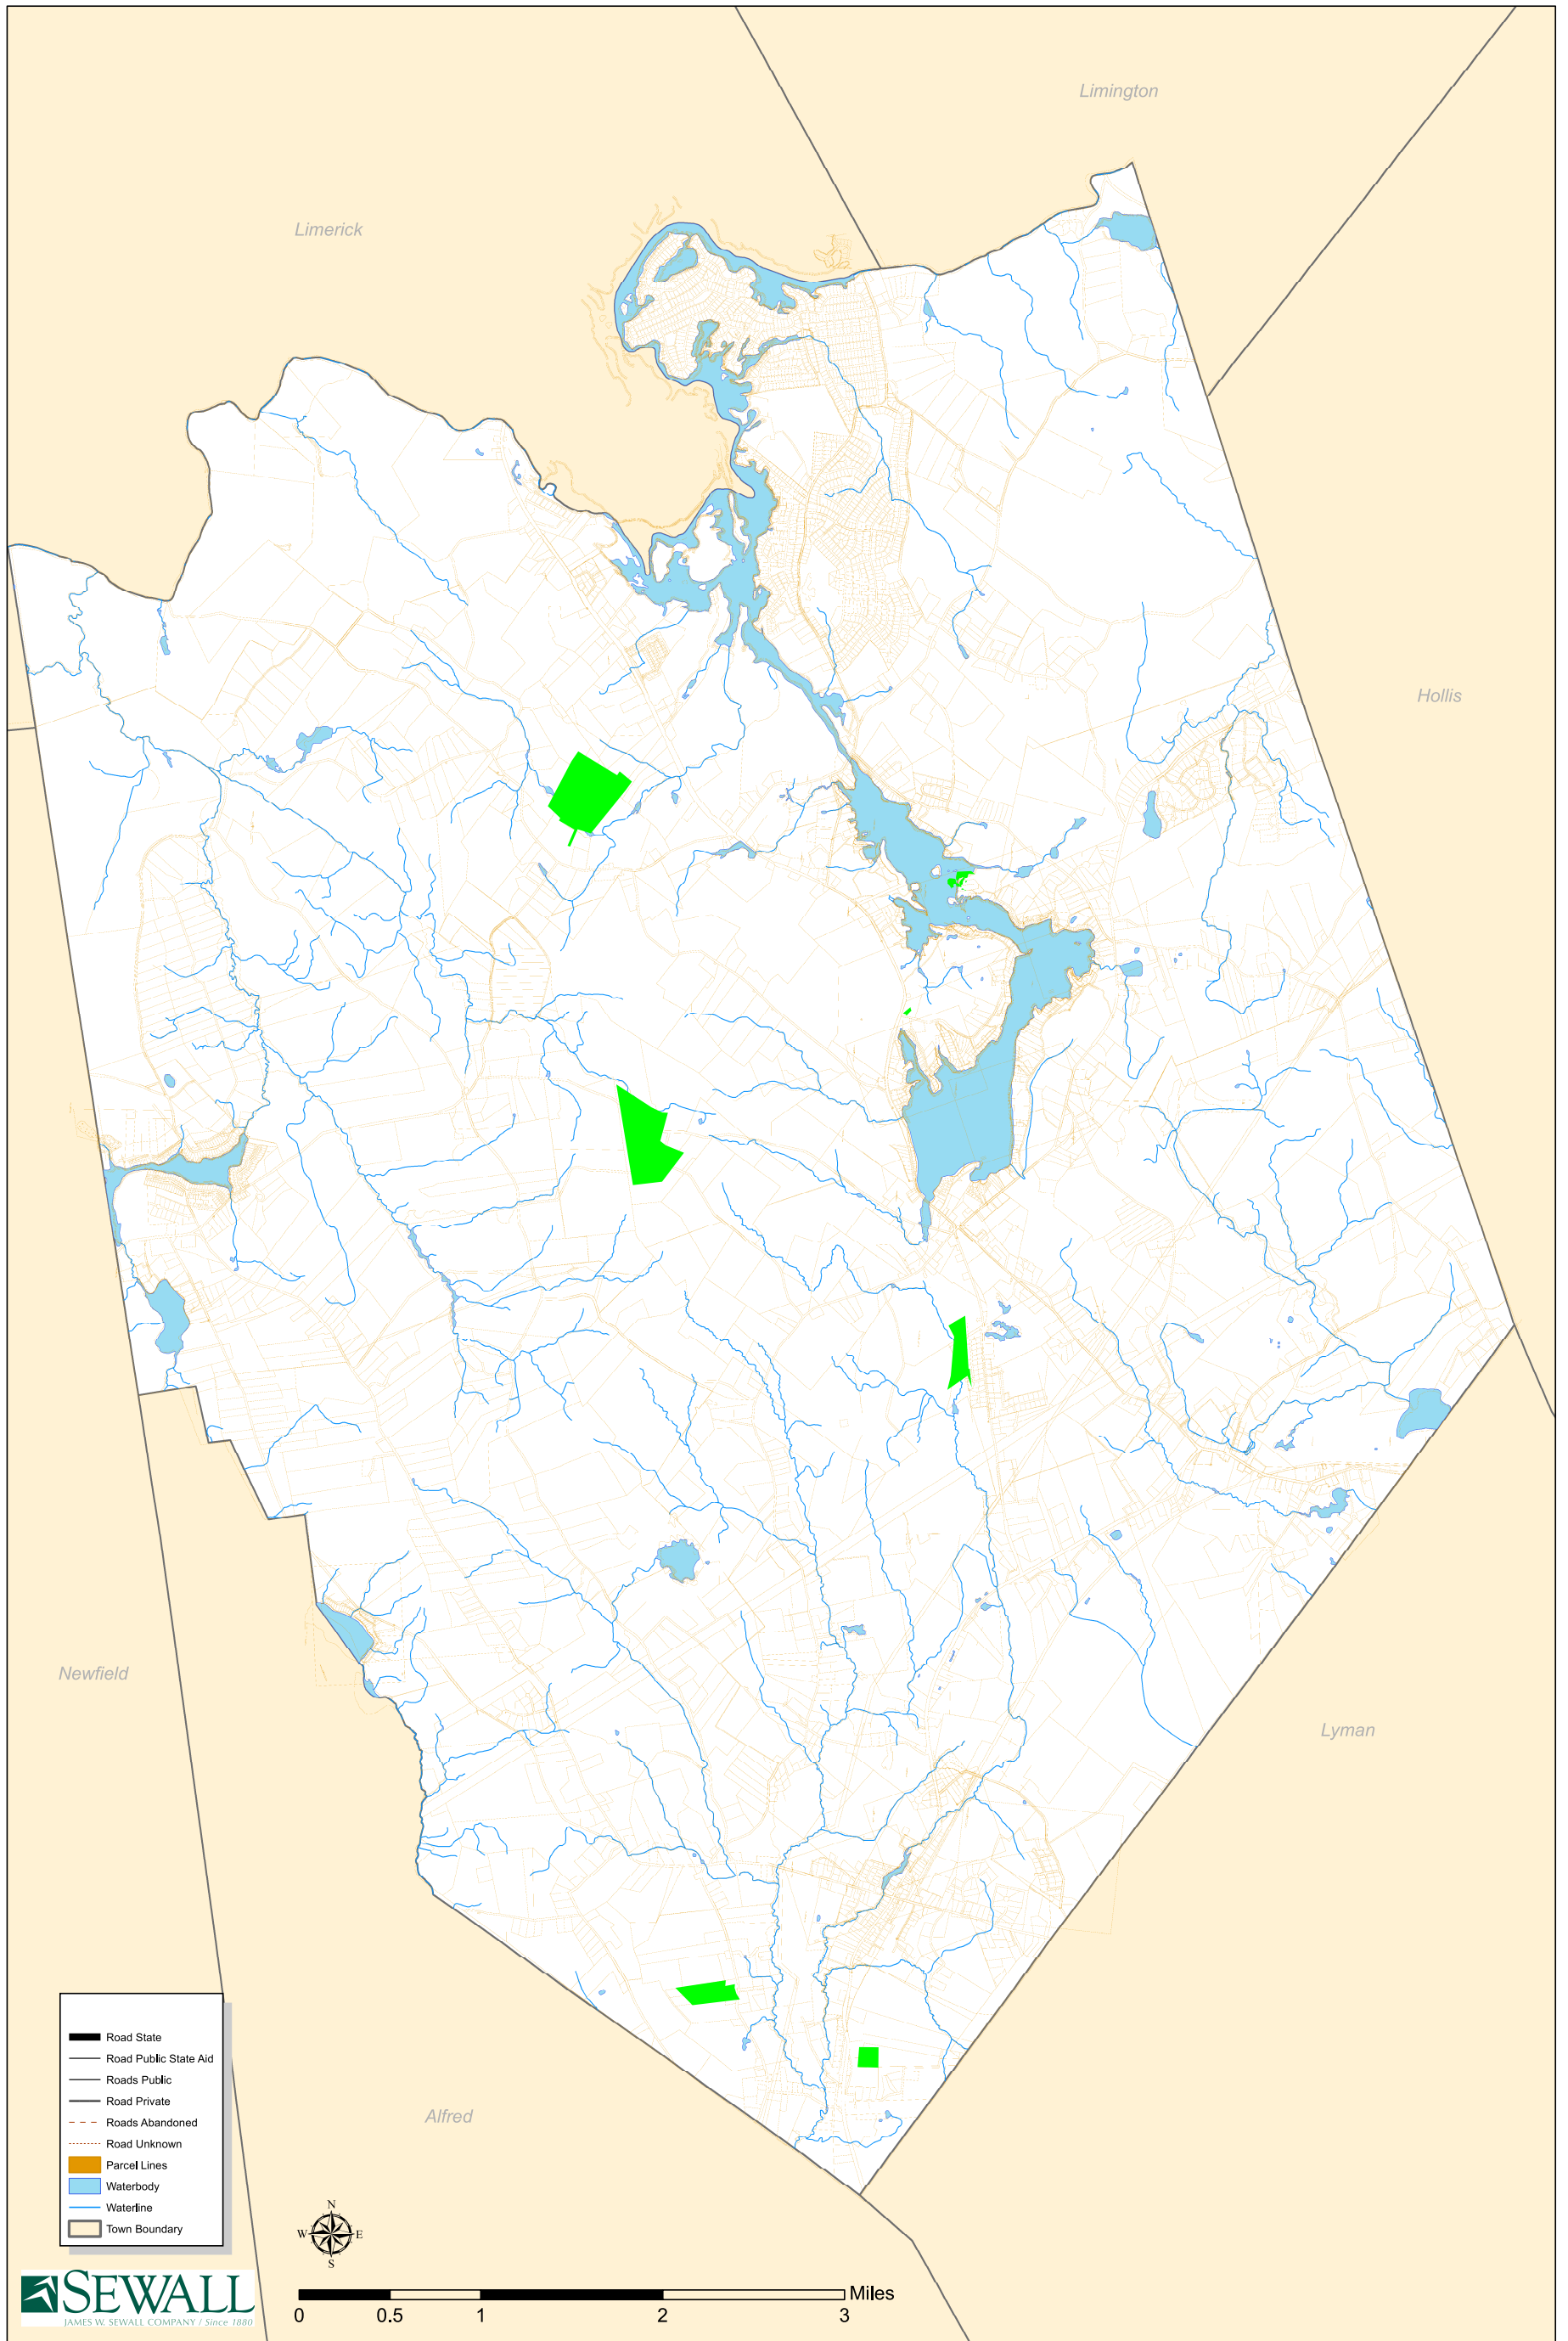 Limington
Limerick
Hollis
Newfield
Lyman
Alfred
Road State
Road Public State Aid
Roads Public
Road Private
Roads Abandoned
Road Unknown
Parcel Lines
Waterbody
Waterline
Town Boundary
N
W E
S
SEWALL
JAMES W. SEWALL COMPANY / Since 1880
Miles
0 0.5 1 2 3